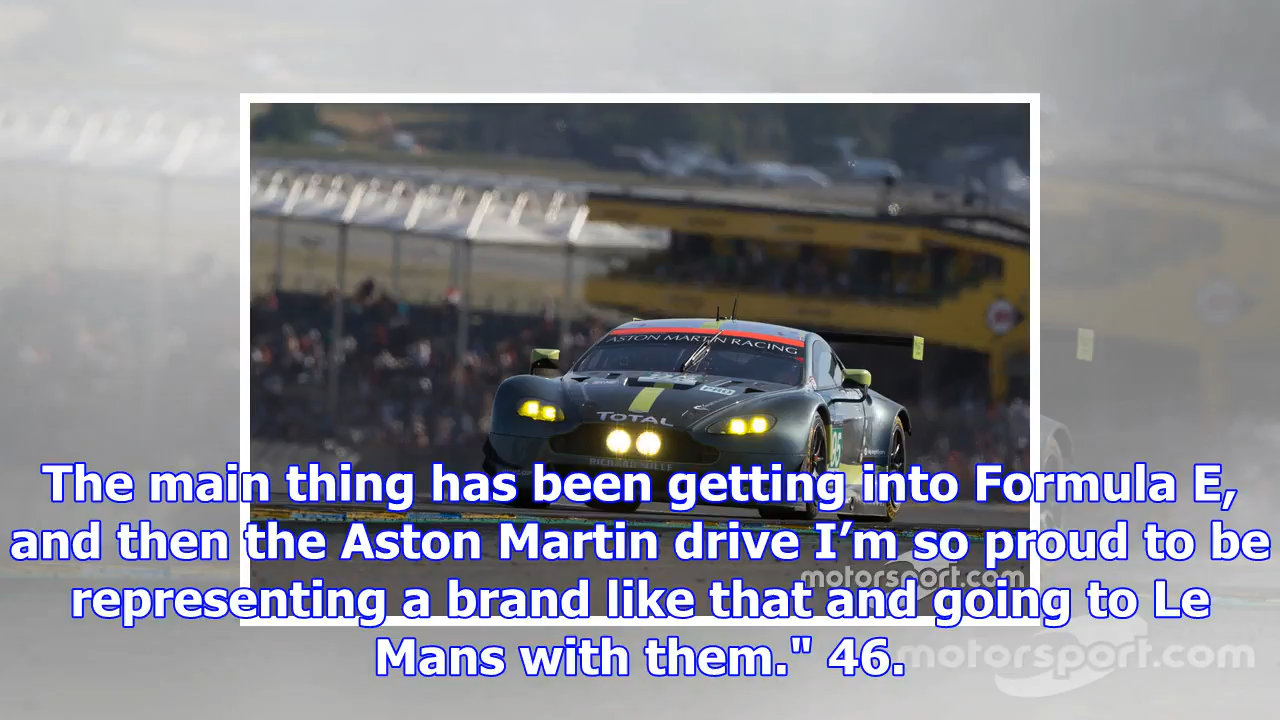 ASTON MARTIN RACING
TOTAL
95
The main thing has been getting into Formula E,
and then the Aston Martin drive I’m so proud to be
motorsport.com
representing a brand like that and going to Le
Mans with them." 46.
motorsport.com